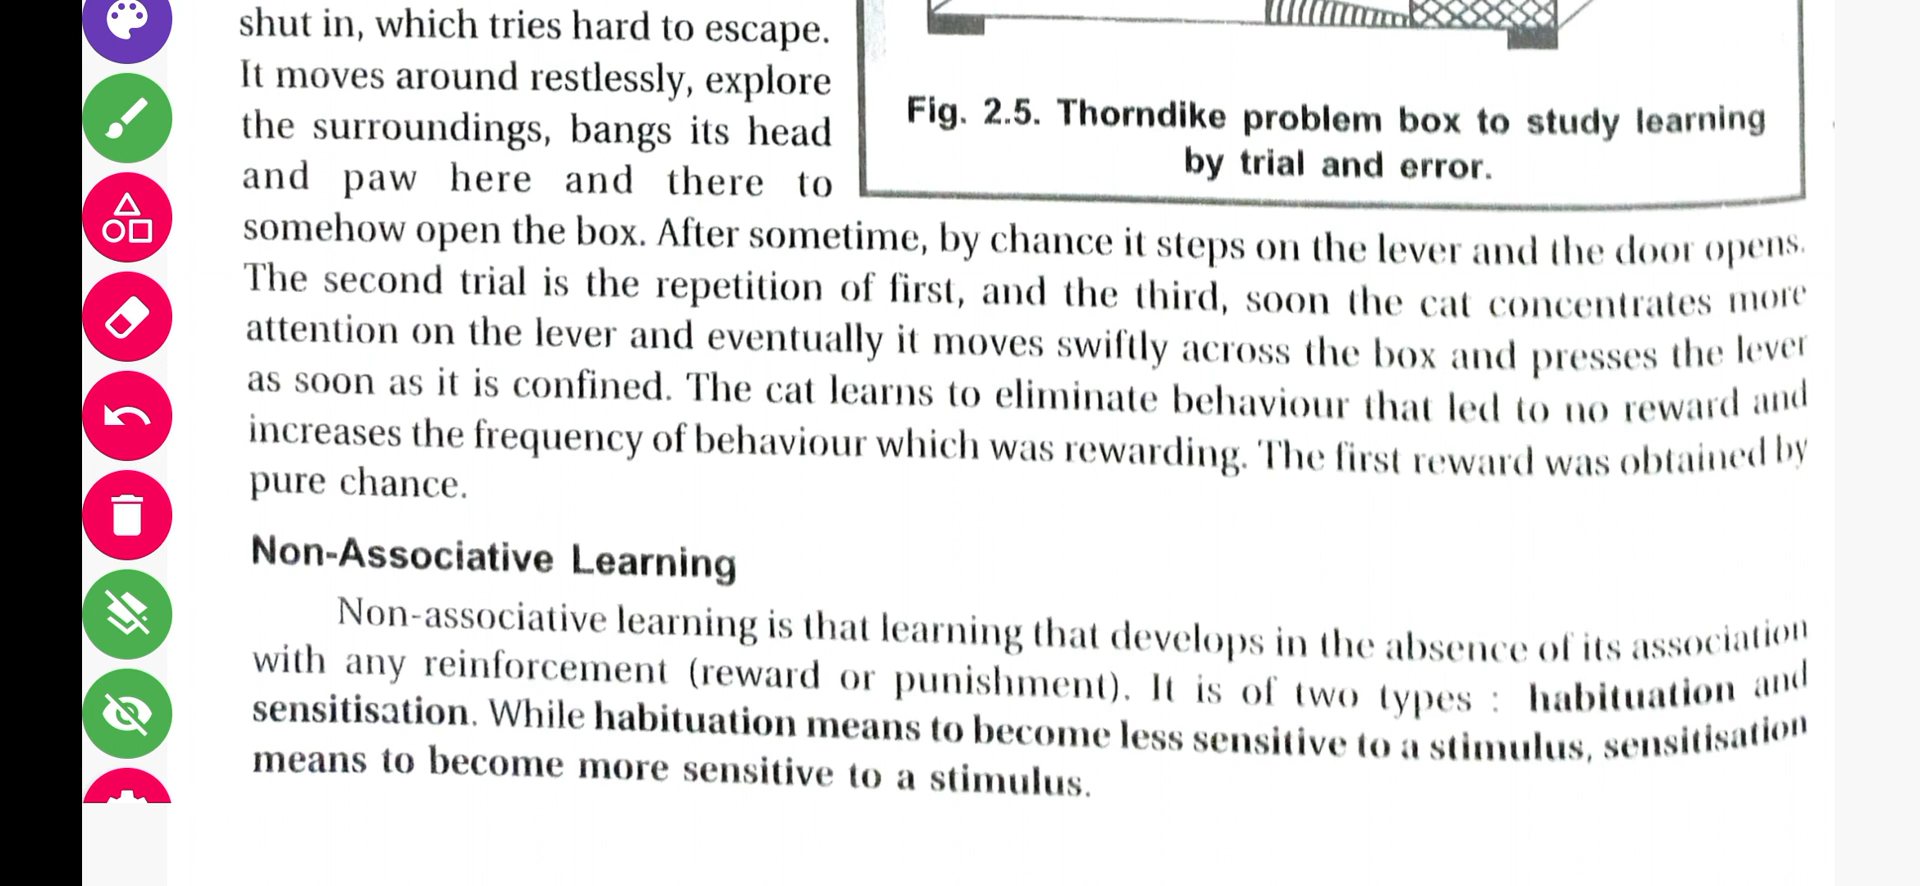 shut in, which tries hard to escape.
It moves around restlessly, explore
the surroundings, bangs its head
and paw here and there to
Fig. 2.5. Thorndike problem box to study learning
by trial and error.
somehow open the box. After sometime, by chance it steps on the lever and the door opens.
The second trial is the repetition of first, and the third, soon the cat concentrates more
attention on the lever and eventually it moves swiftly across the box and presses the lever
as soon as it is confined. The cat learns to eliminate behaviour that led to no reward and
increases the frequency of behaviour which was rewarding. The first reward was obtained by
pure chance.
Non-Associative Learning
Non-associative learning is that learning that develops in the absence of its association
with any reinforcement (reward or punishment). It is of two types : habituation and
sensitisation. While habituation means to become less sensitive to a stimulus, sensitisation
means to become more sensitive to a stimulus.